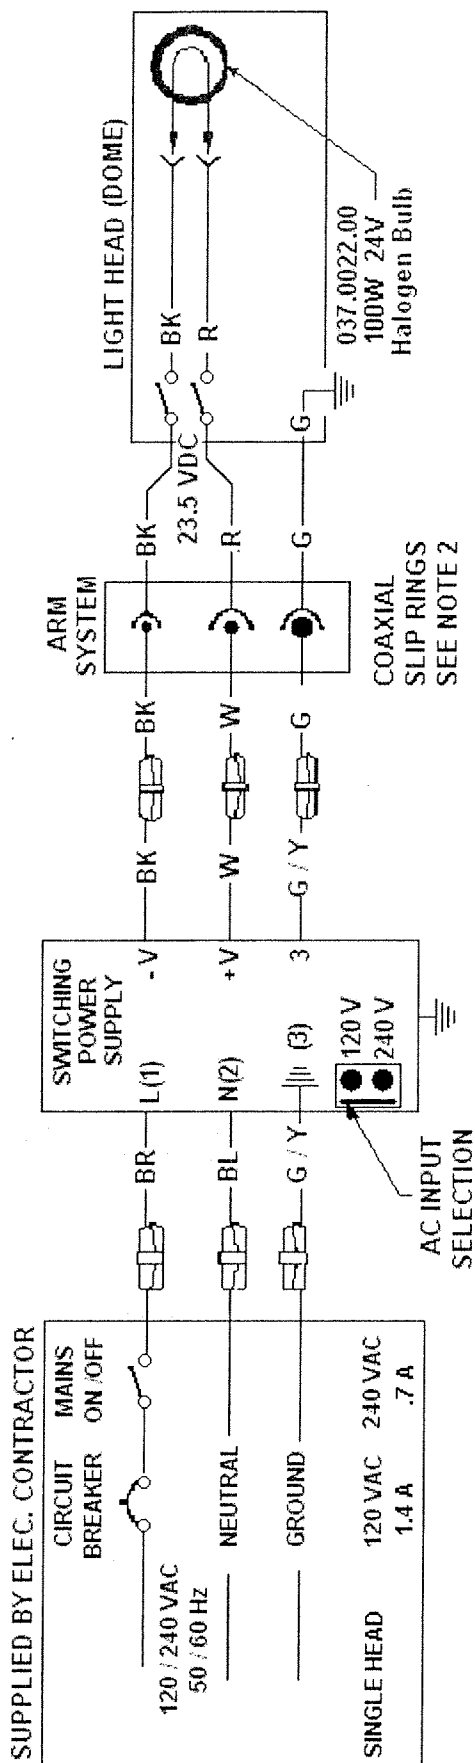 SUPPLIED BY ELEC. CONTRACTOR
CIRCUIT
BREAKER
MAINS
ON /OFF
120 / 240 VAC
50 / 60 Hz
NEUTRAL
GROUND
SINGLE HEAD
120 VAC
1.4 A
240 VAC
.7 A
BR
BL
G / Y
SWITCHING
POWER
SUPPLY
L(1)
N(2)
(3)
- V
+V
3
120 V
240 V
AC INPUT
SELECTION
BK
W
G / Y
BK
W
G
ARM
SYSTEM
COAXIAL
SLIP RINGS
SEE NOTE 2
BK
R
G
23.5 VDC
LIGHT HEAD (DOME)
BK
R
G
037.0022.00
100W 24V
Halogen Bulb